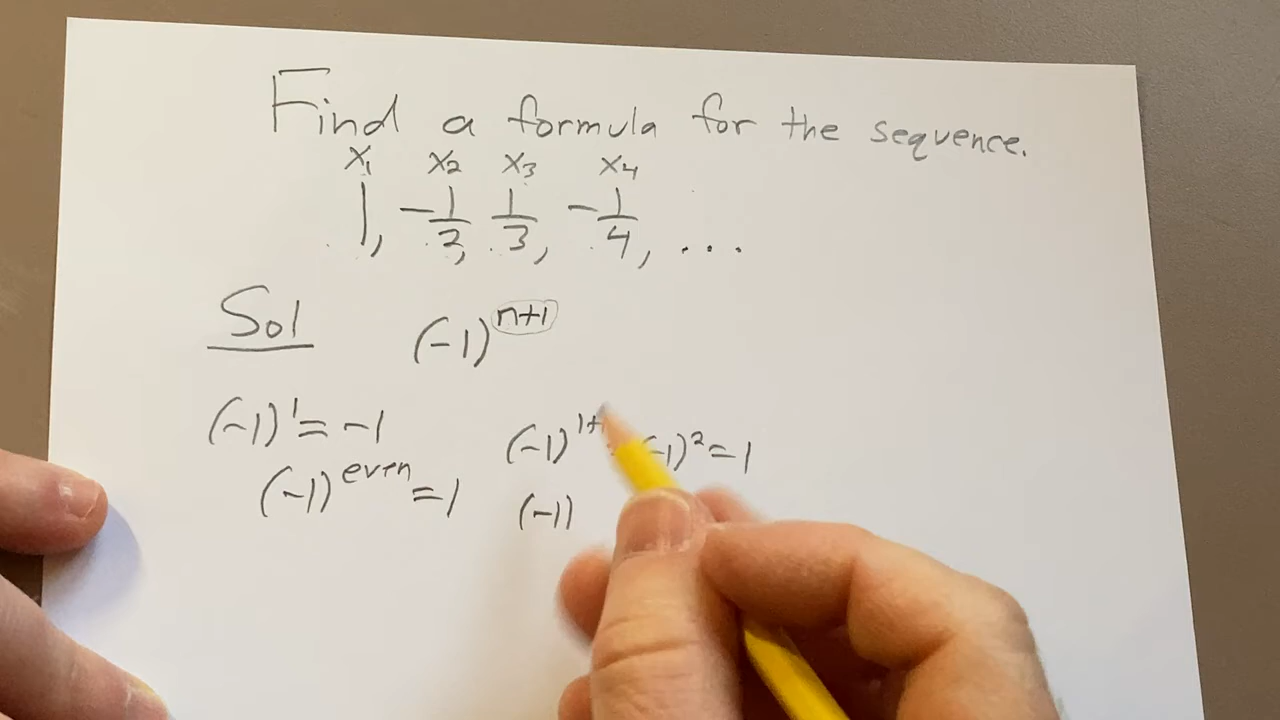 Find a formula for the sequence.
x₁ x₂ x₃ x₄
1, -1/2, 1/3, -1/4, ...
Sol (-1)^(n+1)
(-1)^1 = -1
(-1)^(1+ -1)^2 = 1
(-1)^even = 1
(-1)